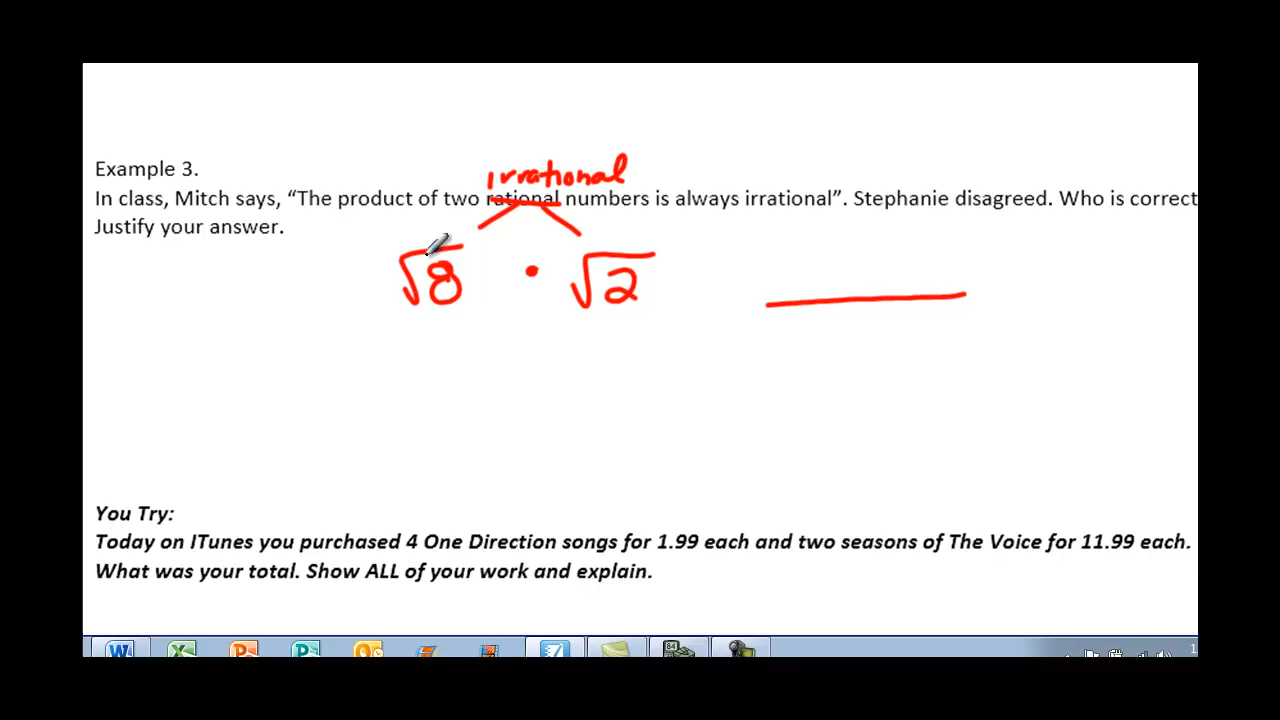 Example 3.
irrational
In class, Mitch says, “The product of two rational numbers is always irrational”. Stephanie disagreed. Who is correct
Justify your answer.
√8 • √2
You Try:
Today on ITunes you purchased 4 One Direction songs for 1.99 each and two seasons of The Voice for 11.99 each.
What was your total. Show ALL of your work and explain.